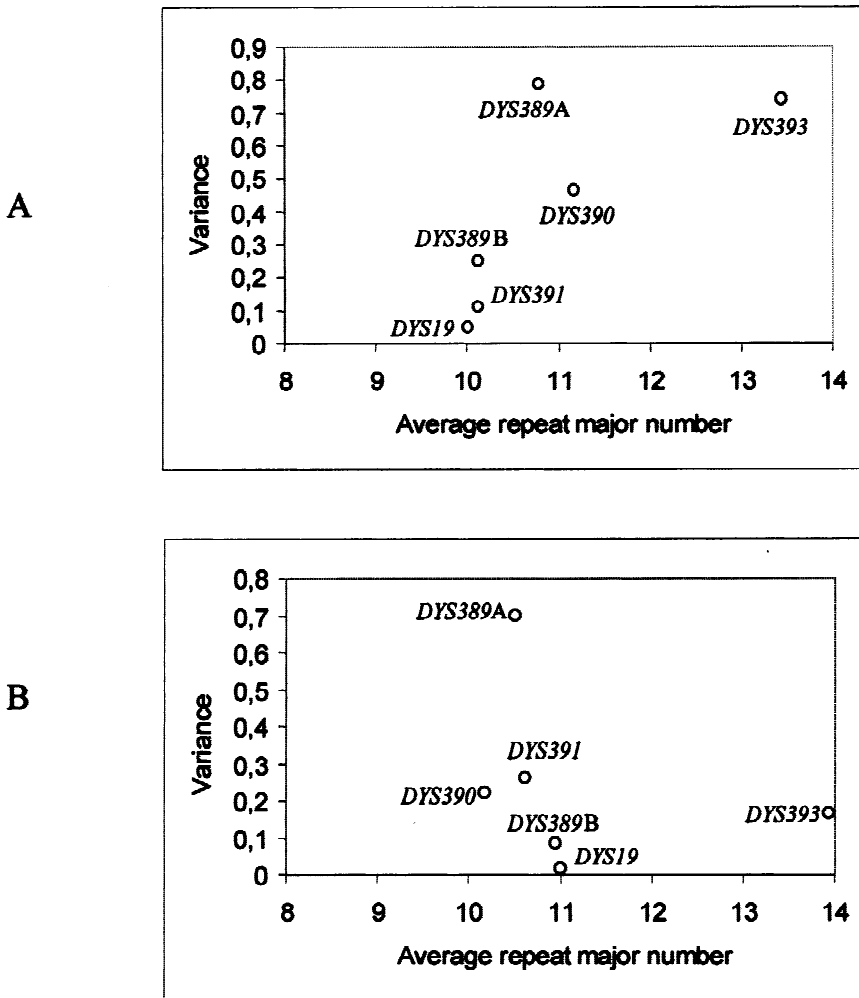 A
Variance
0,9
0,8
0,7
0,6
0,5
0,4
0,3
0,2
0,1
0
DYS389A
DYS393
DYS390
DYS389B
DYS391
DYS19
8 9 10 11 12 13 14
Average repeat major number
B
Variance
0,8
0,7
0,6
0,5
0,4
0,3
0,2
0,1
0
DYS389A
DYS391
DYS390
DYS393
DYS389B
DYS19
8 9 10 11 12 13 14
Average repeat major number